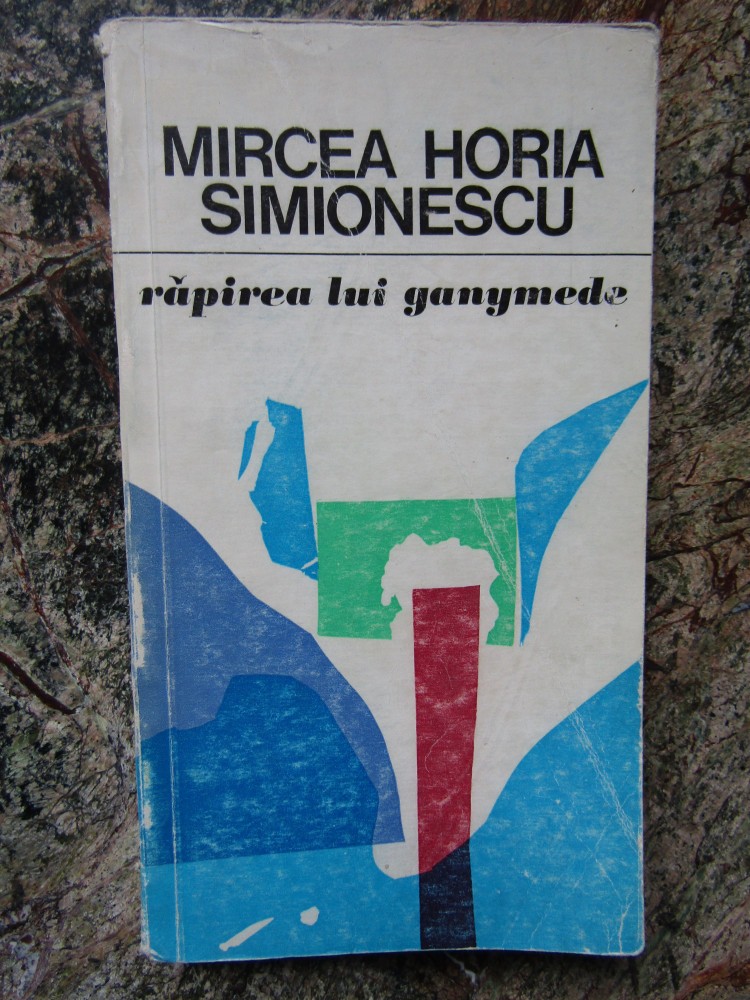 MIRCEA HORIA
SIMIONESCU
răpirea lui ganymede